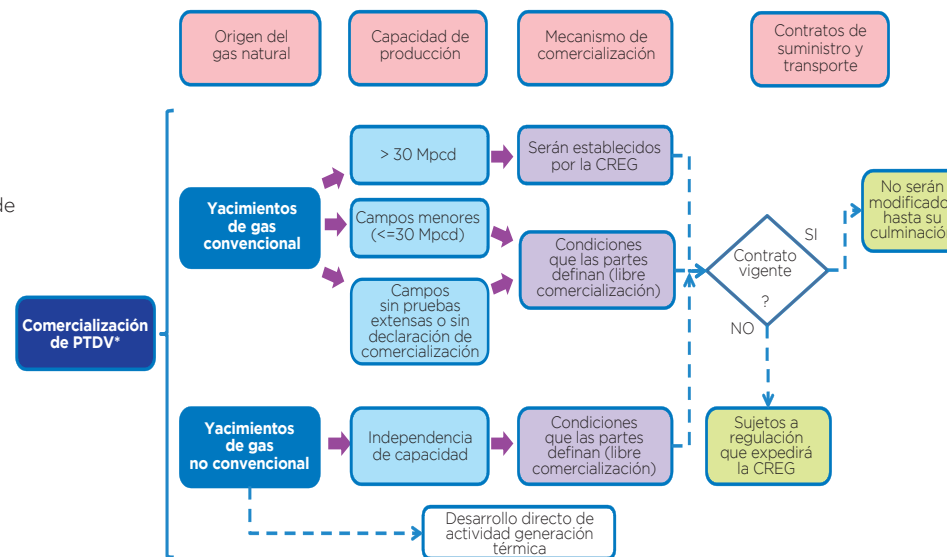 Origen del
gas natural
Capacidad de
producción
Mecanismo de
comercialización
Contratos de
suministro y
transporte
de
Comercialización
de PTDV*
Yacimientos
de gas
convencional
> 30 Mpcd
Serán establecidos
por la CREG
Campos menores
(<=30 Mpcd)
Campos
sin pruebas
extensas o sin
declaración de
comercialización
Condiciones
que las partes
definan (libre
comercialización)
Contrato
vigente
?
SI
NO
No serán
modificado
hasta su
culminación
Yacimientos
de gas
no convencional
Independencia
de capacidad
Condiciones
que las partes
definan (libre
comercialización)
Sujetos a
regulación
que expedirá
la CREG
Desarrollo directo de
actividad generación
térmica